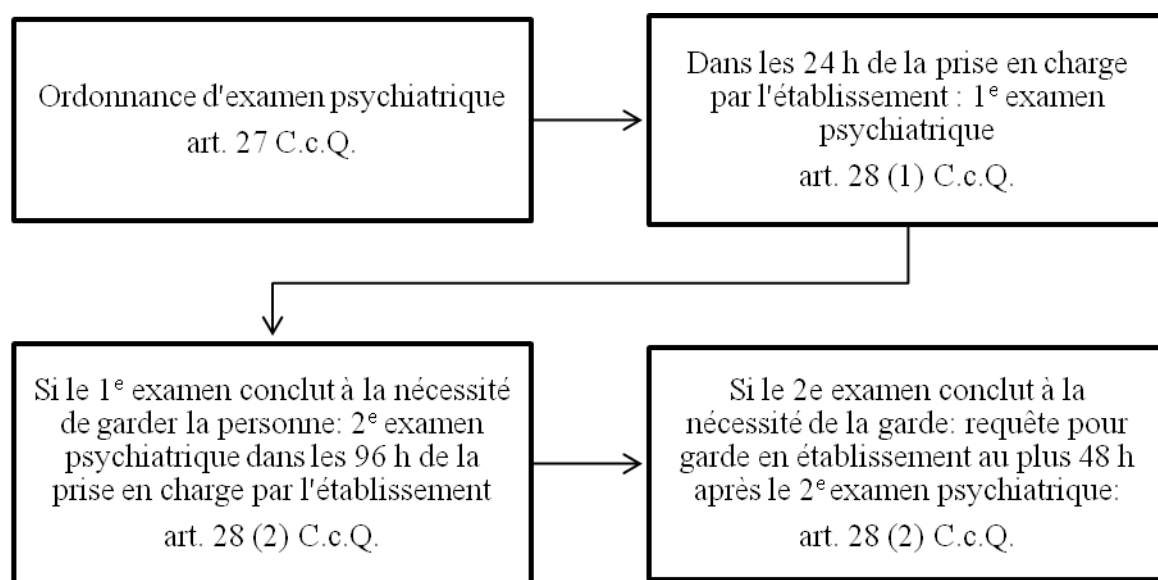 Ordonnance d'examen psychiatrique
art. 27 C.c.Q.
Dans les 24 h de la prise en charge
par l'établissement : 1e examen
psychiatrique
art. 28 (1) C.c.Q.
Si le 1e examen conclut à la nécessité
de garder la personne: 2e examen
psychiatrique dans les 96 h de la
prise en charge par l'établissement
art. 28 (2) C.c.Q.
Si le 2e examen conclut à la
nécessité de la garde: requête pour
garde en établissement au plus 48 h
après le 2e examen psychiatrique:
art. 28 (2) C.c.Q.